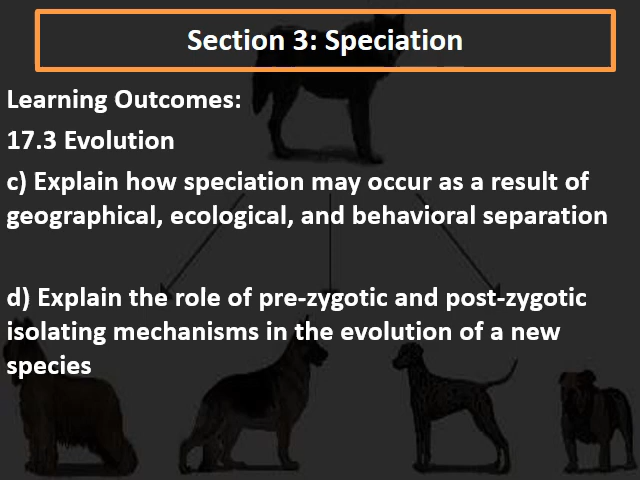 Section 3: Speciation
Learning Outcomes:
17.3 Evolution
c) Explain how speciation may occur as a result of
geographical, ecological, and behavioral separation
d) Explain the role of pre-zygotic and post-zygotic
isolating mechanisms in the evolution of a new
species